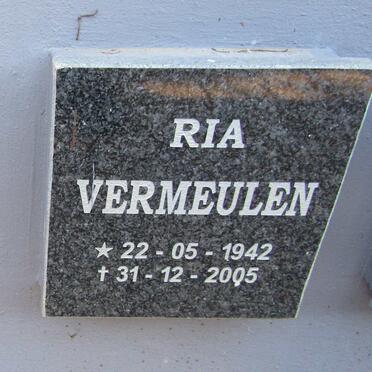 RIA
VERMEULEN
★ 22 - 05 - 1942
† 31 - 12 - 2005